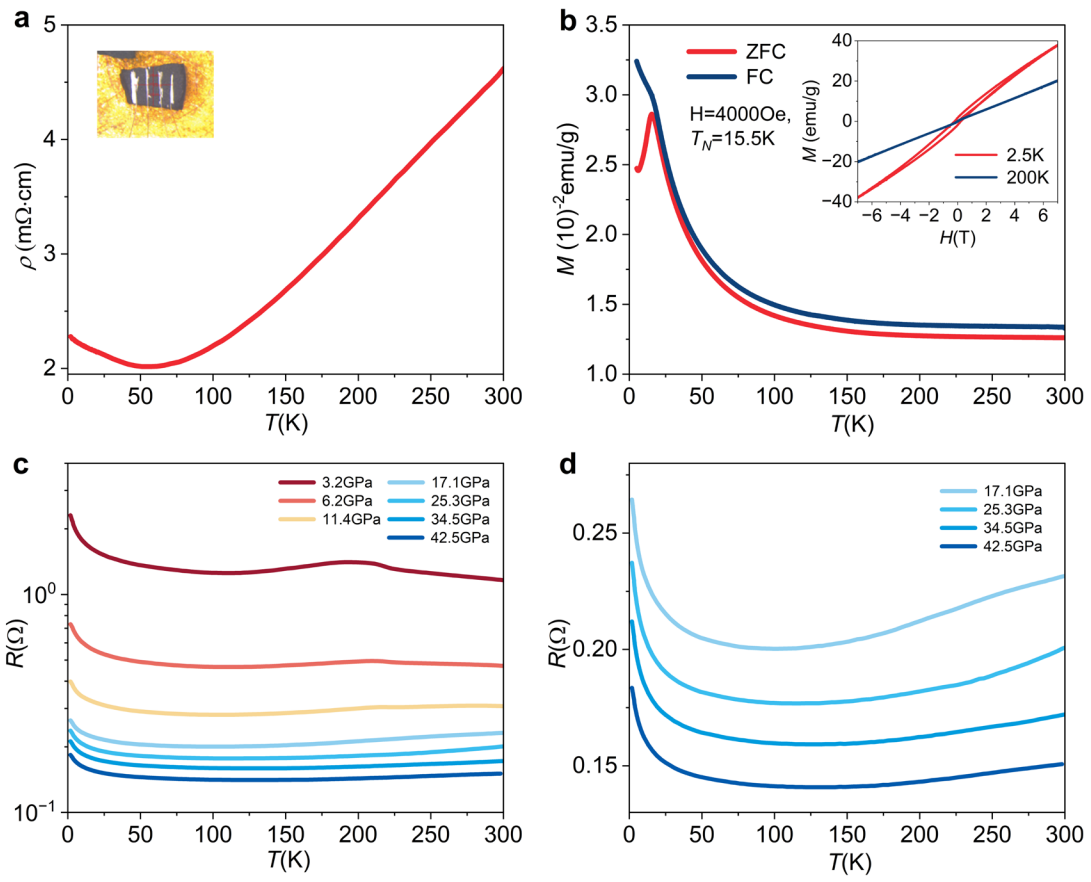 a
5
4
3
2
ρ (mΩ·cm)
0 50 100 150 200 250 300
T(K)
b
3.5
3.0
2.5
2.0
1.5
1.0
M (10)⁻²emu/g
ZFC
FC
H=4000Oe,
T_N=15.5K
40
20
0
−20
−40
M (emu/g)
2.5K
200K
−6 −4 −2 0 2 4 6
H(T)
0 50 100 150 200 250 300
T(K)
c
3.2GPa 17.1GPa
6.2GPa 25.3GPa
11.4GPa 34.5GPa
42.5GPa
10⁰
10⁻¹
R(Ω)
0 50 100 150 200 250 300
T(K)
d
17.1GPa
25.3GPa
34.5GPa
42.5GPa
0.25
0.20
0.15
R(Ω)
0 50 100 150 200 250 300
T(K)